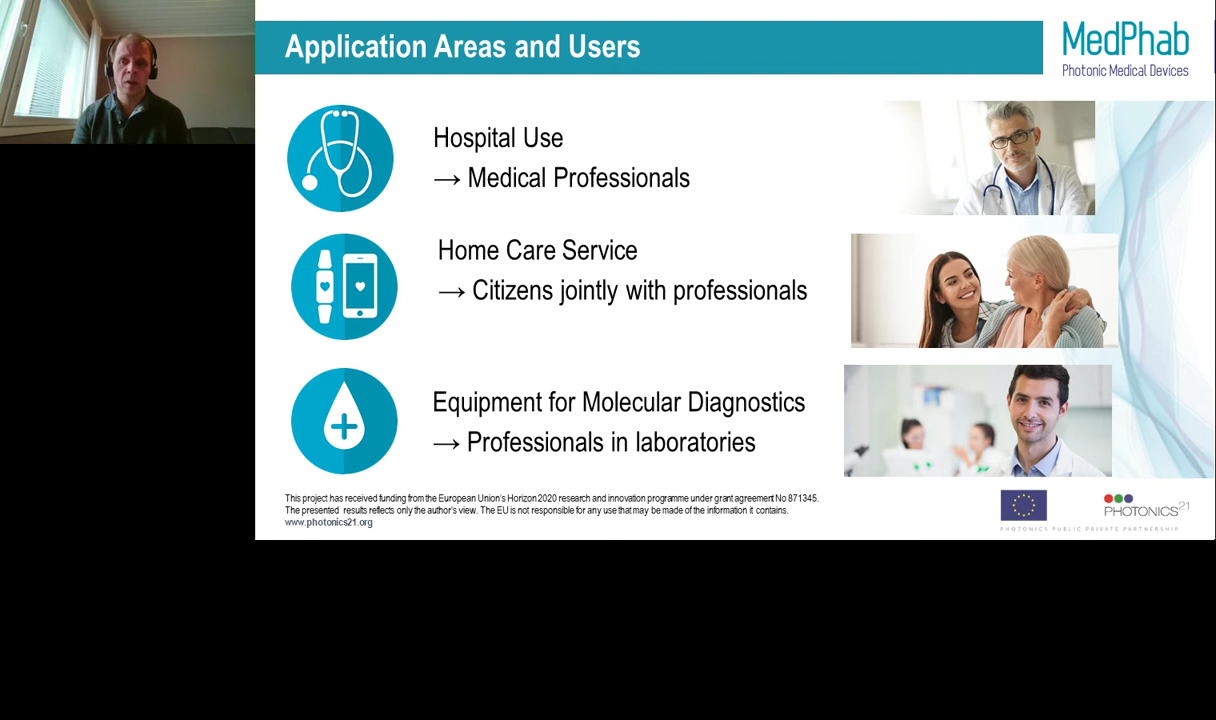 Application Areas and Users
MedPhab
Photonic Medical Devices
Hospital Use
→ Medical Professionals
Home Care Service
→ Citizens jointly with professionals
Equipment for Molecular Diagnostics
→ Professionals in laboratories
This project has received funding from the European Union's Horizon 2020 research and innovation programme under grant agreement No 871345.
The presented results reflects only the author's view. The EU is not responsible for any use that may be made of the information it contains.
www.photonics21.org
PHOTONICS21
PHOTONICS PUBLIC PRIVATE PARTNERSHIP